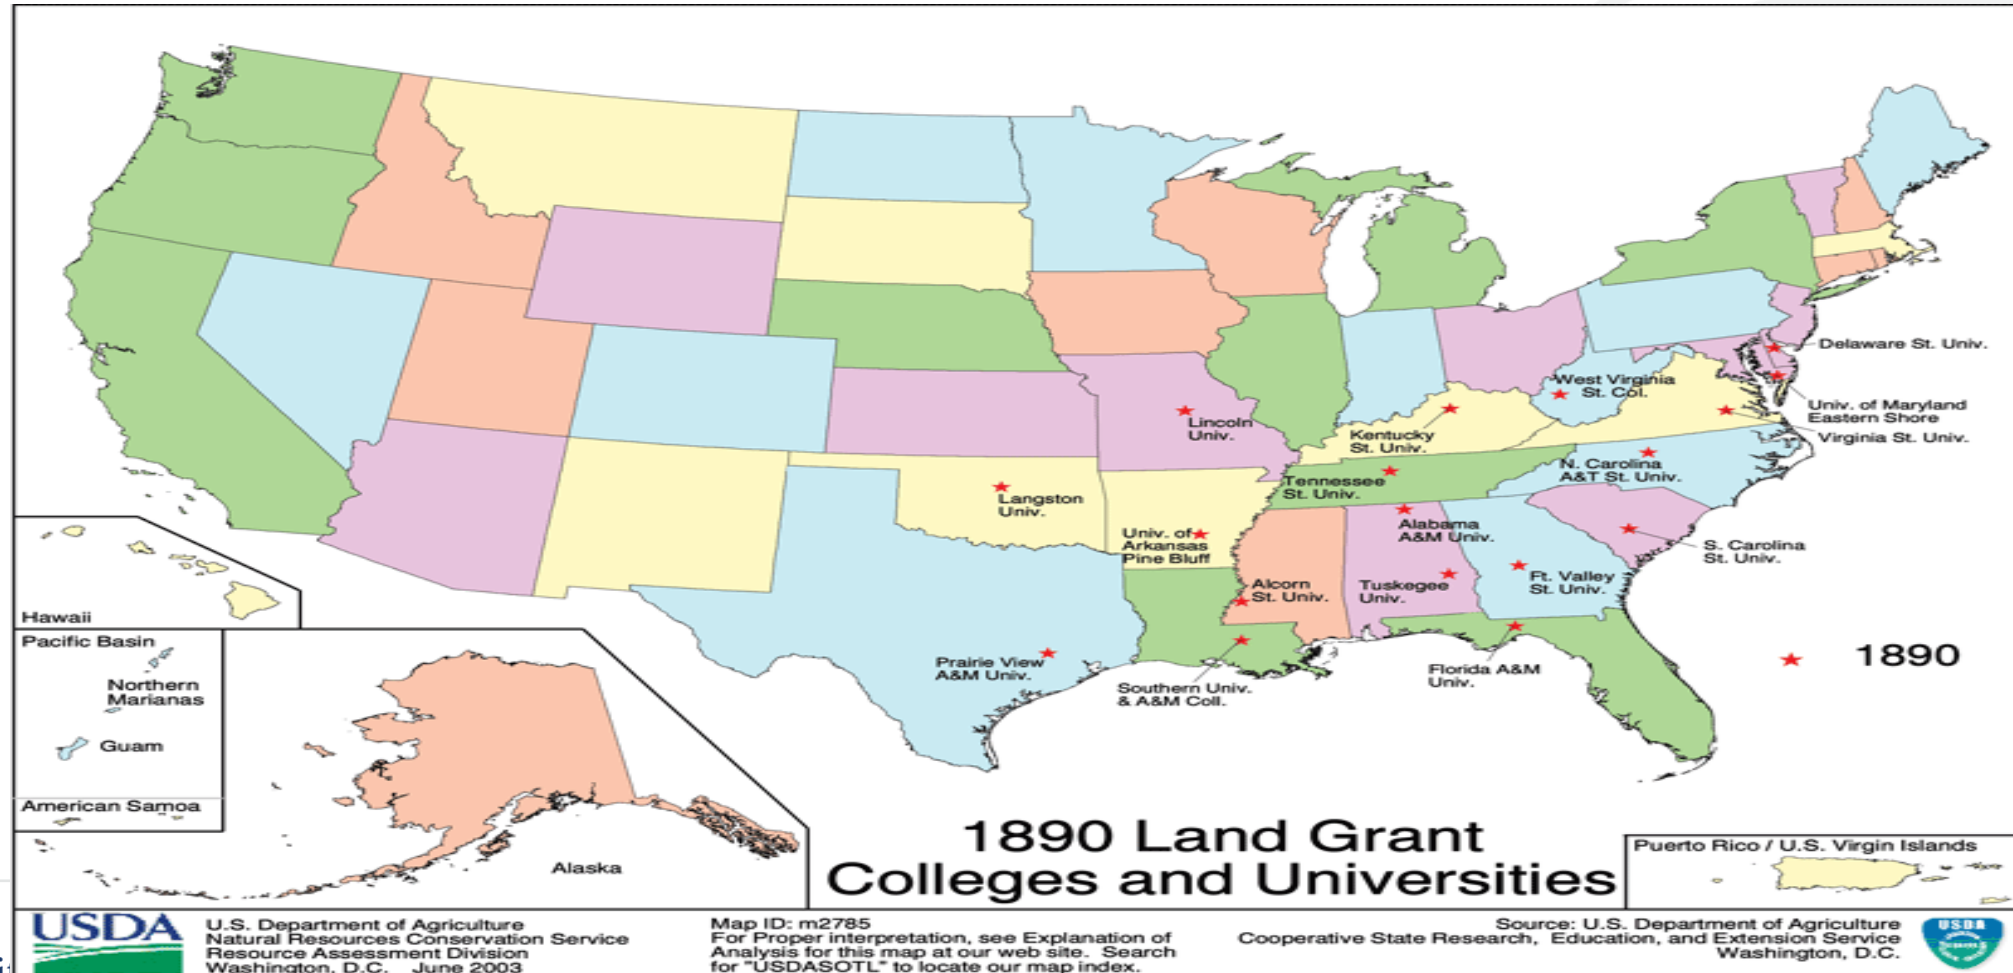 Delaware St. Univ.
West Virginia
St. Col.
Univ. of Maryland
Eastern Shore
Lincoln
Univ.
Kentucky
St. Univ.
Virginia St. Univ.
N. Carolina
A&T St. Univ.
Tennessee
St. Univ.
Langston
Univ.
Alabama
A&M Univ.
Univ. of
Arkansas
Pine Bluff
S. Carolina
St. Univ.
Alcorn
St. Univ.
Tuskegee
Univ.
Ft. Valley
St. Univ.
Hawaii
Pacific Basin
Northern
Marianas
Guam
American Samoa
Prairie View
A&M Univ.
Southern Univ.
& A&M Coll.
Florida A&M
Univ.
1890
Alaska
1890 Land Grant
Colleges and Universities
Puerto Rico / U.S. Virgin Islands
USDA
U.S. Department of Agriculture
Natural Resources Conservation Service
Resource Assessment Division
Washington, D.C. June 2003
Map ID: m2785
For Proper interpretation, see Explanation of
Analysis for this map at our web site. Search
for "USDASOTL" to locate our map index.
Source: U.S. Department of Agriculture
Cooperative State Research, Education, and Extension Service
Washington, D.C.
USDA